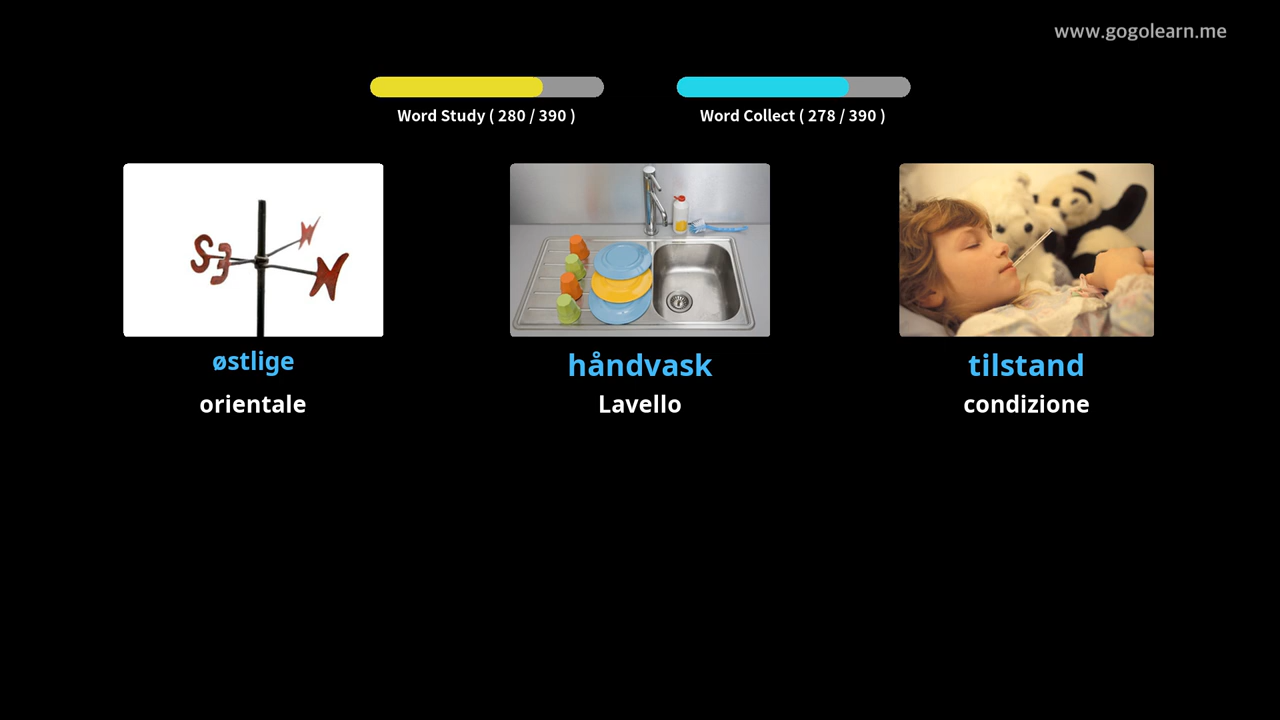 www.gogolearn.me
Word Study ( 280 / 390 )
Word Collect ( 278 / 390 )
S E N
østlige
håndvask
tilstand
orientale
Lavello
condizione